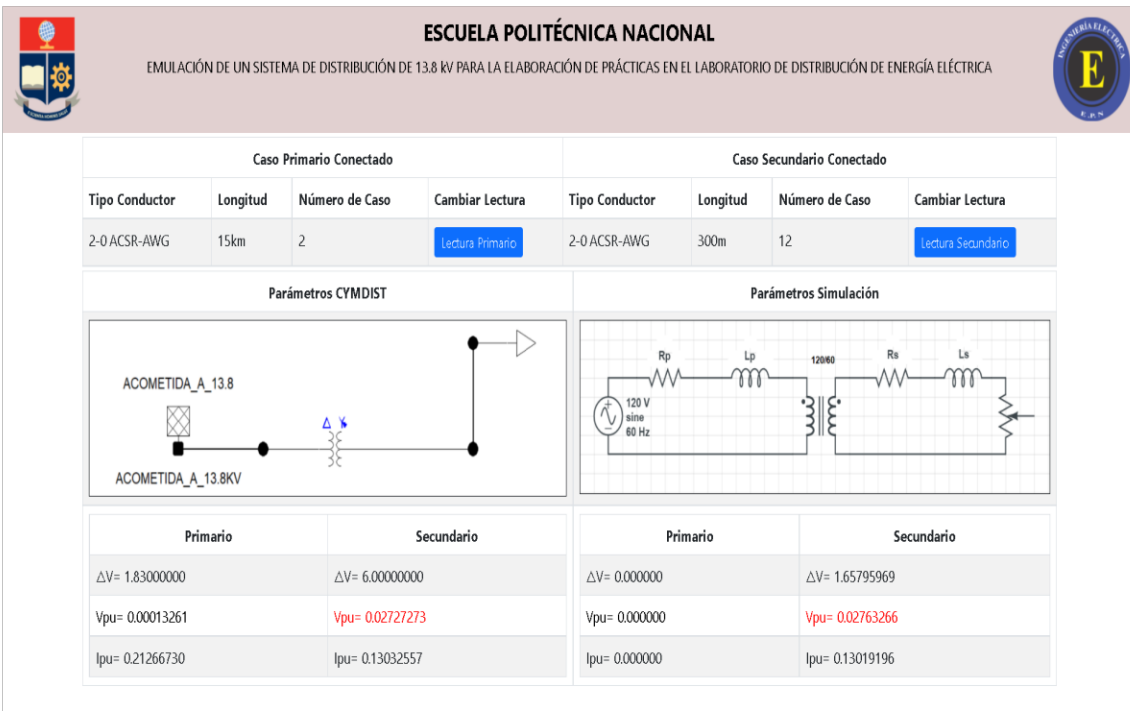 ESCUELA POLITÉCNICA NACIONAL
EMULACIÓN DE UN SISTEMA DE DISTRIBUCIÓN DE 13.8 kV PARA LA ELABORACIÓN DE PRÁCTICAS EN EL LABORATORIO DE DISTRIBUCIÓN DE ENERGÍA ELÉCTRICA
INGENIERÍA ELÉCTRICA
E
E.P.N
Caso Primario Conectado
Caso Secundario Conectado
Tipo Conductor Longitud Número de Caso Cambiar Lectura Tipo Conductor Longitud Número de Caso Cambiar Lectura
2-0 ACSR-AWG 15km 2 Lectura Primario 2-0 ACSR-AWG 300m 12 Lectura Secundario
Parámetros CYMDIST
Parámetros Simulación
ACOMETIDA_A_13.8
ACOMETIDA_A_13.8KV
Rp Lp 120/60 Rs Ls
120 V
sine
60 Hz
Primario Secundario Primario Secundario
△V= 1.83000000 △V= 6.00000000 △V= 0.000000 △V= 1.65795969
Vpu= 0.00013261 Vpu= 0.02727273 Vpu= 0.000000 Vpu= 0.02763266
Ipu= 0.21266730 Ipu= 0.13032557 Ipu= 0.000000 Ipu= 0.13019196